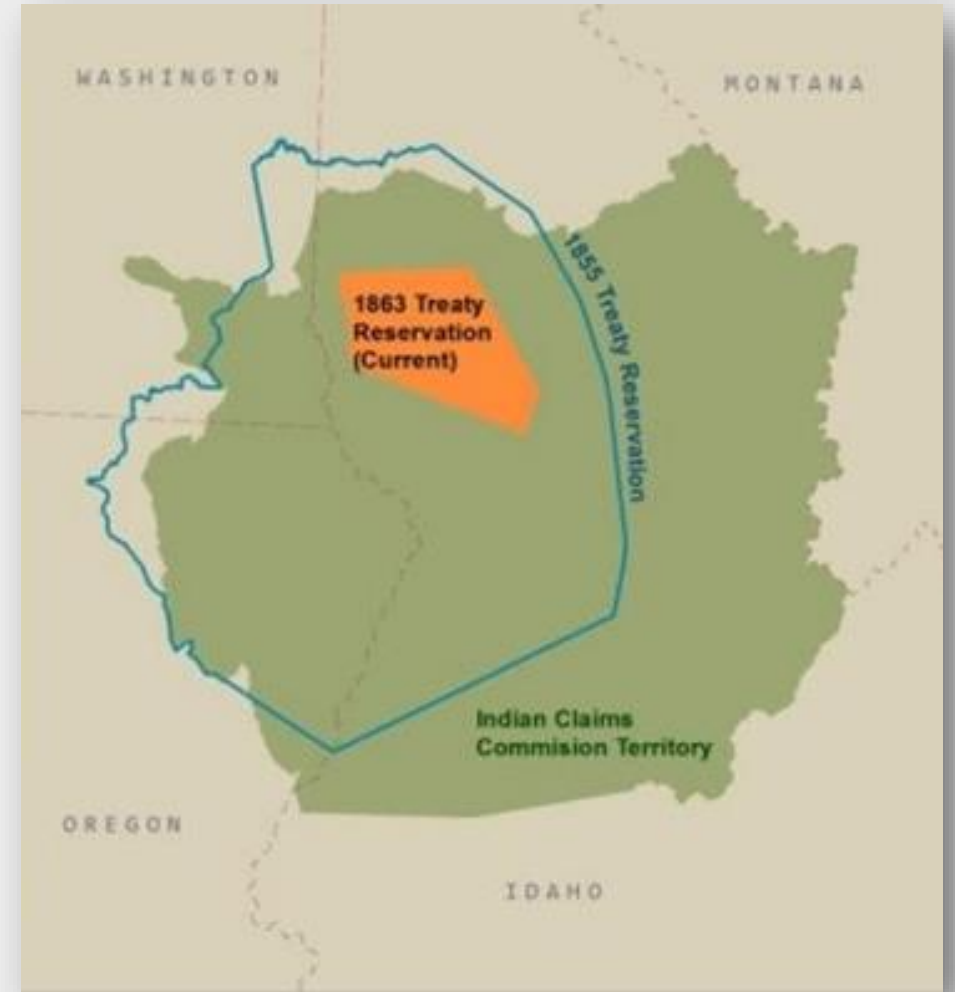 WASHINGTON
MONTANA
1855 Treaty Reservation
1863 Treaty
Reservation
(Current)
Indian Claims
Commision Territory
OREGON
IDAHO